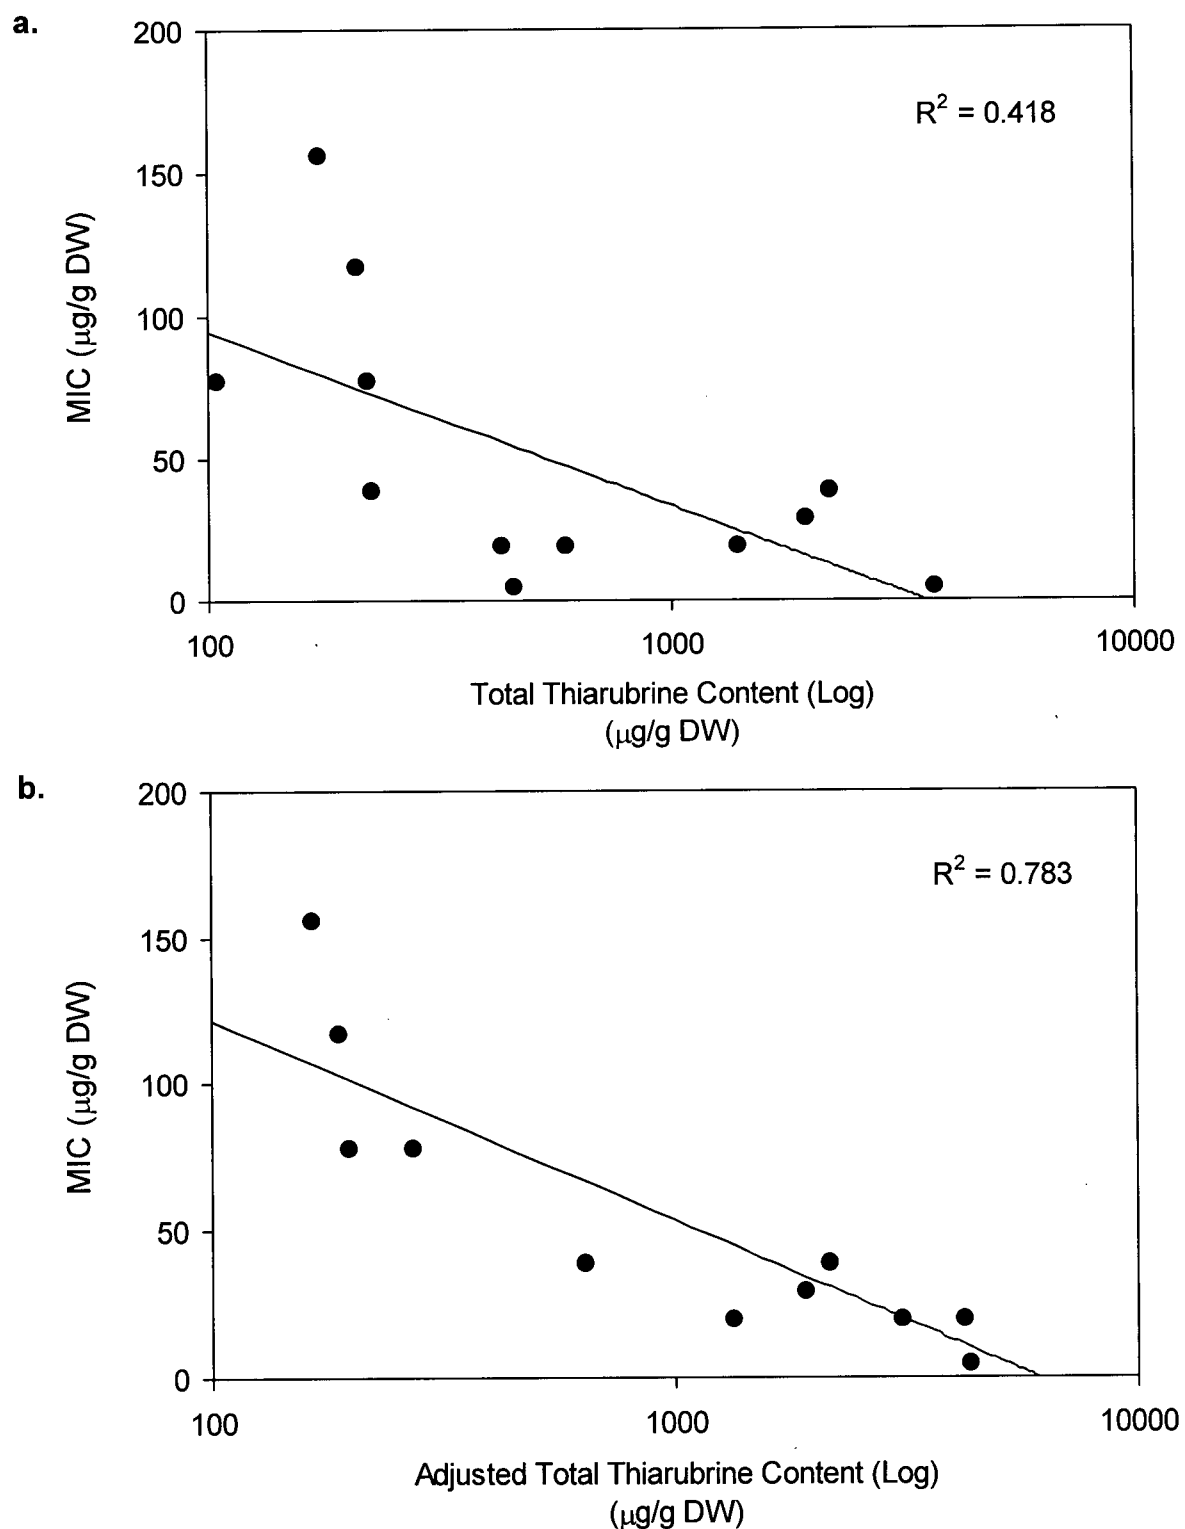 a.
200
150
100
50
0
MIC (µg/g DW)
R² = 0.418
100
1000
10000
Total Thiarubrine Content (Log)
(µg/g DW)
b.
200
150
100
50
0
MIC (µg/g DW)
R² = 0.783
100
1000
10000
Adjusted Total Thiarubrine Content (Log)
(µg/g DW)